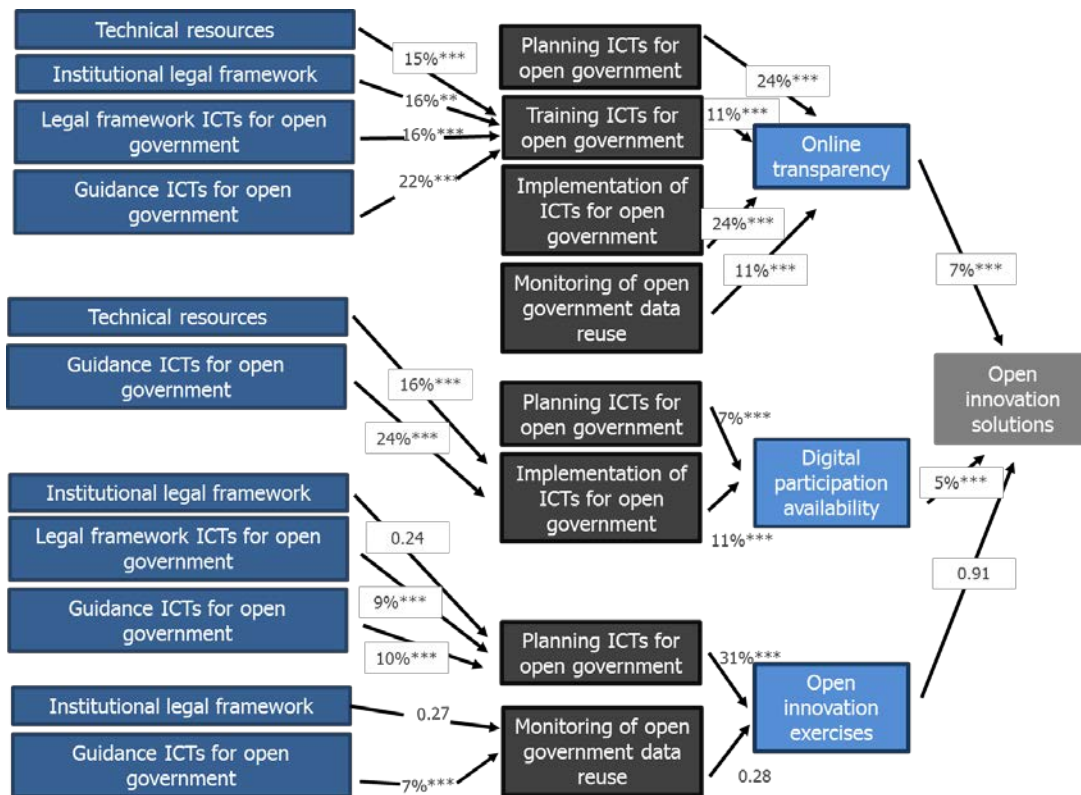 Technical resources
Institutional legal framework
Legal framework ICTs for open
government
Guidance ICTs for open
government
15%***
16%**
16%***
22%***
Planning ICTs for
open government
Training ICTs for
open government
Implementation of
ICTs for open
government
Monitoring of open
government data
reuse
24%***
11%***
24%***
11%***
Online
transparency
7%***
Technical resources
Guidance ICTs for open
government
16%***
24%***
Planning ICTs for
open government
Implementation of
ICTs for open
government
7%***
11%***
Digital
participation
availability
5%***
Open
innovation
solutions
Institutional legal framework
Legal framework ICTs for open
government
Guidance ICTs for open
government
0.24
9%***
10%***
Planning ICTs for
open government
31%***
Institutional legal framework
Guidance ICTs for open
government
0.27
7%***
Monitoring of open
government data
reuse
0.28
Open
innovation
exercises
0.91